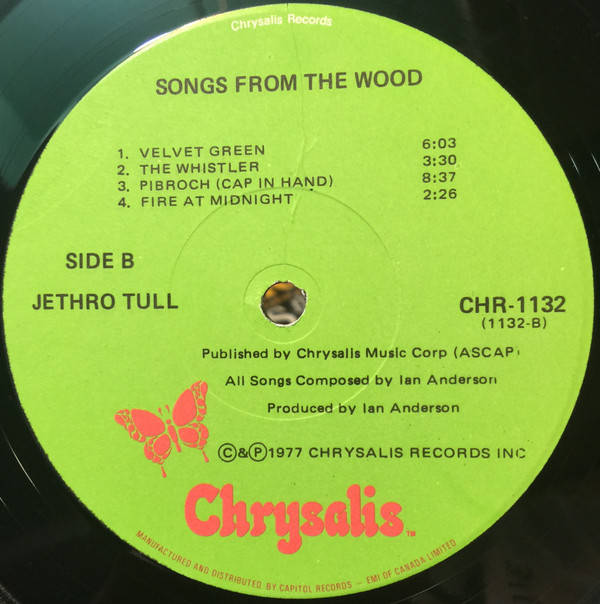 Chrysalis Records
SONGS FROM THE WOOD
1. VELVET GREEN 6:03
2. THE WHISTLER 3:30
3. PIBROCH (CAP IN HAND) 8:37
4. FIRE AT MIDNIGHT 2:26
SIDE B
JETHRO TULL
CHR-1132
(1132-B)
Published by Chrysalis Music Corp (ASCAP)
All Songs Composed by Ian Anderson
Produced by Ian Anderson
©&℗1977 CHRYSALIS RECORDS INC
Chrysalis™
MANUFACTURED AND DISTRIBUTED BY CAPITOL RECORDS - EMI OF CANADA LIMITED